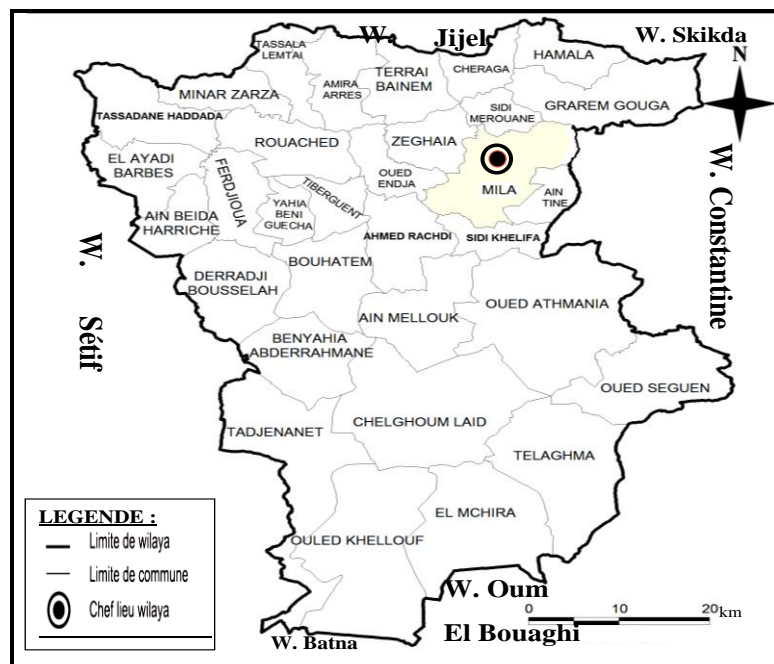 W. Jijel
W. Skikda
N
TASSALA
LEMTAI
HAMALA
TERRAI
BAINEM
CHERAGA
AMIRA
ARRES
MINAR ZARZA
GRAREM GOUGA
SIDI
MEROUANE
TASSADANE HADDADA
ROUACHED
ZEGHAIA
EL AYADI
BARBES
FERDJIOUA
OUED
ENDJA
MILA
AIN
TINE
W. Constantine
TIBERGUENT
YAHIA
BENI
GUECHA
AIN BEIDA
HARRICHE
AHMED RACHDI
SIDI KHELIFA
W. Sétif
BOUHATEM
DERRADJI
BOUSSELAH
OUED ATHMANIA
AIN MELLOUK
BENYAHIA
ABDERRAHMANE
OUED SEGUEN
CHELGHOUM LAID
TADJENANET
TELAGHMA
EL MCHIRA
OULED KHELLOUF
LEGENDE :
Limite de wilaya
Limite de commune
Chef lieu wilaya
W. Oum
El Bouaghi
0 10 20 km
W. Batna